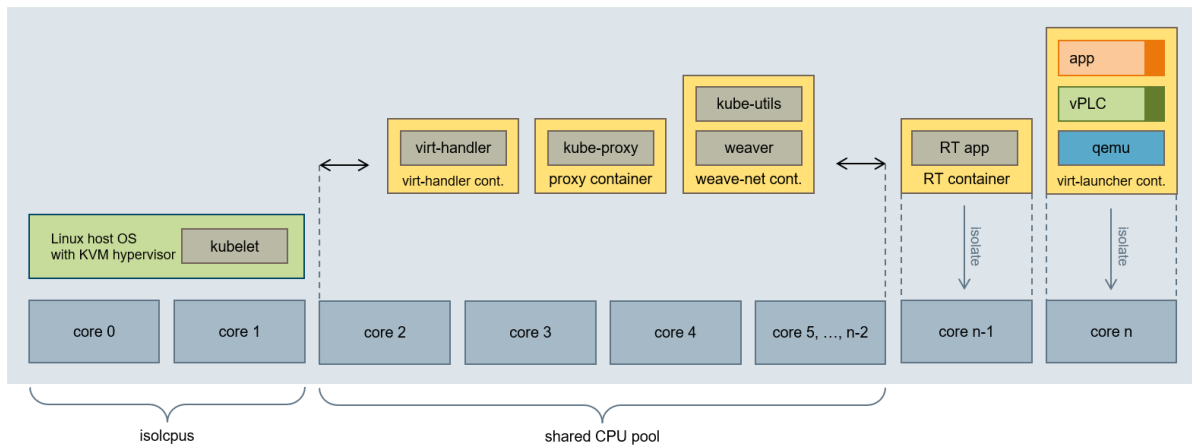 app
vPLC
qemu
virt-launcher cont.
kube-utils
weaver
weave-net cont.
virt-handler
virt-handler cont.
kube-proxy
proxy container
RT app
RT container
isolate
isolate
Linux host OS
with KVM hypervisor
kubelet
core 0
core 1
core 2
core 3
core 4
core 5, …, n-2
core n-1
core n
isolcpus
shared CPU pool